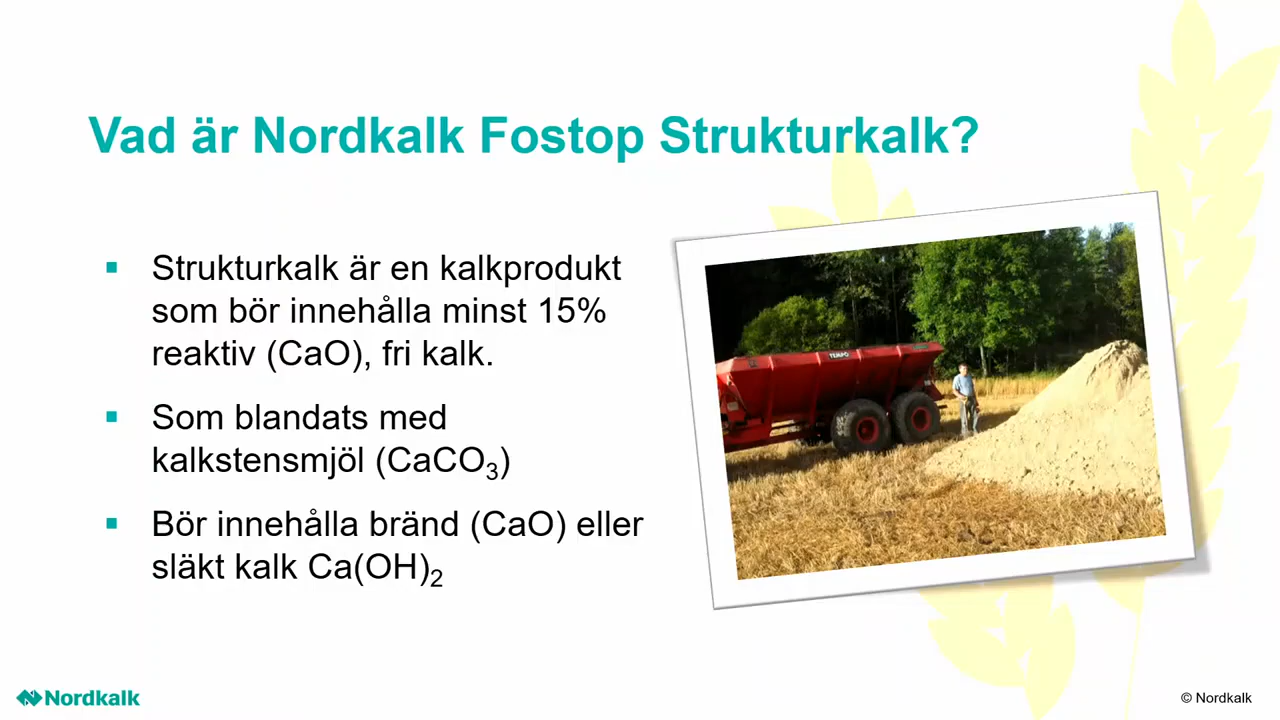 Vad är Nordkalk Fostop Strukturkalk?
Strukturkalk är en kalkprodukt
som bör innehålla minst 15%
reaktiv (CaO), fri kalk.
Som blandats med
kalkstensmjöl (CaCO₃)
Bör innehålla bränd (CaO) eller
släkt kalk Ca(OH)₂
TEMPO
Nordkalk
© Nordkalk